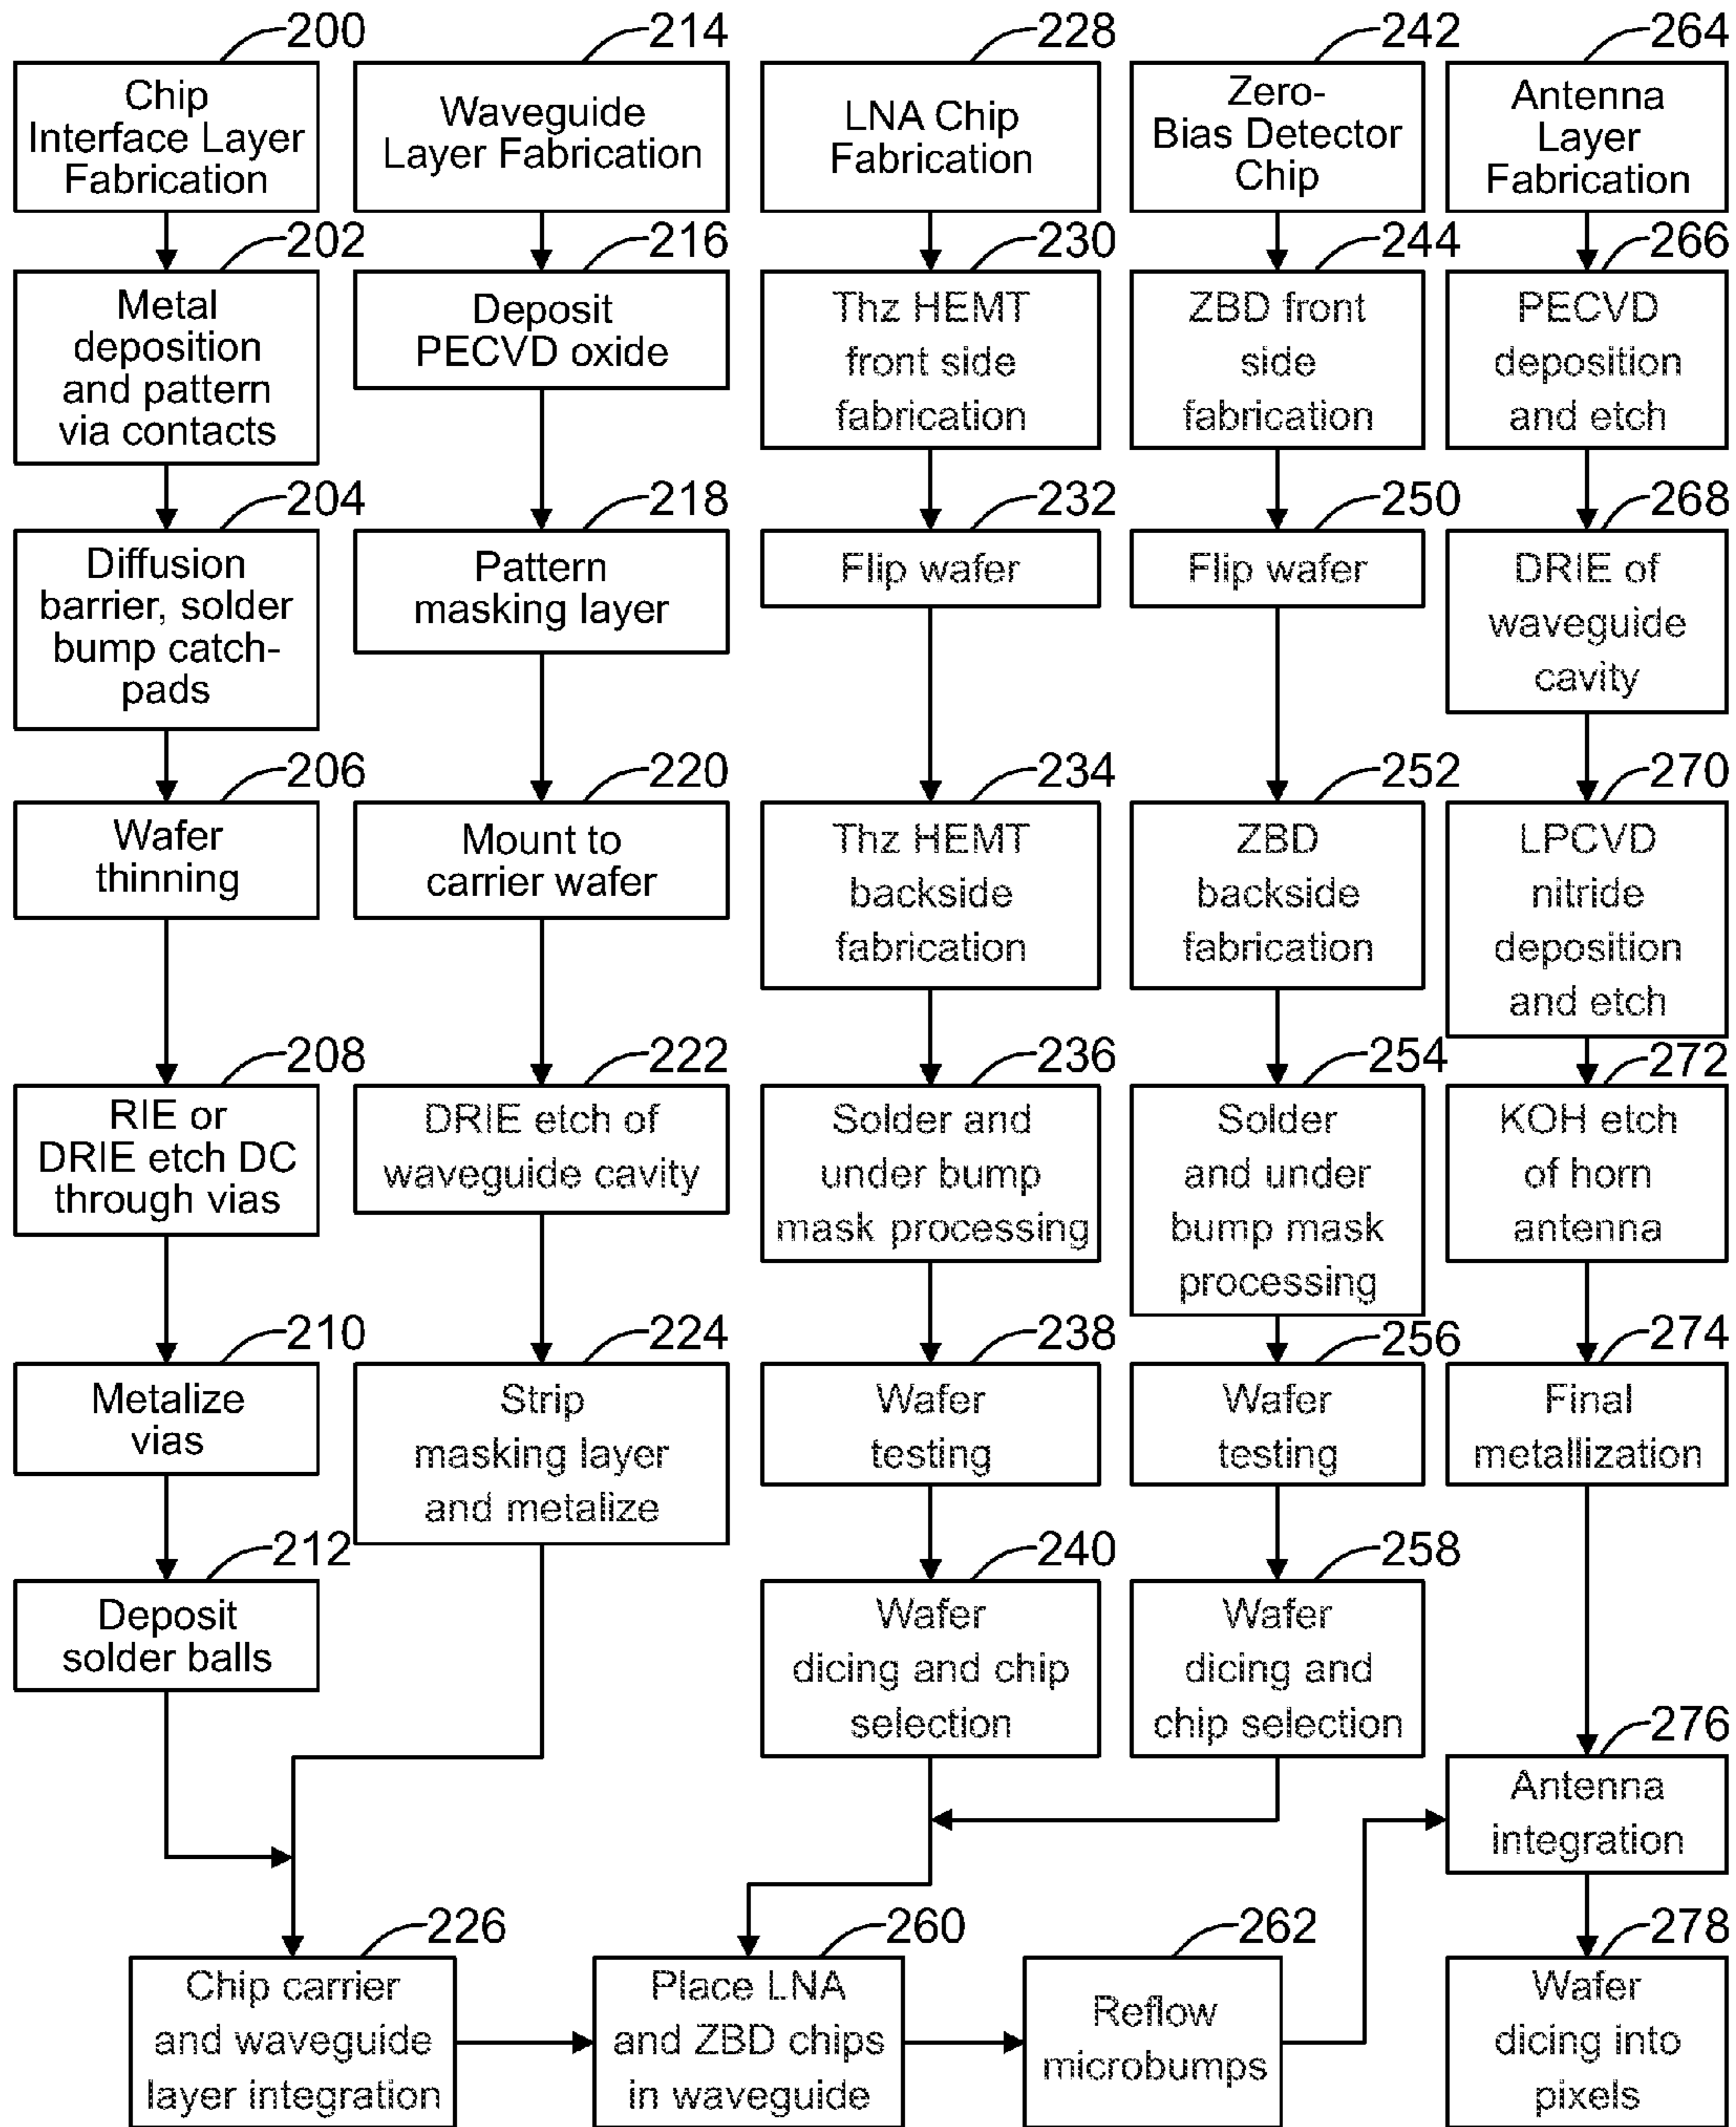 200
Chip
Interface Layer
Fabrication
202
Metal
deposition
and pattern
via contacts
204
Diffusion
barrier, solder
bump catch-
pads
206
Wafer
thinning
208
RIE or
DRIE etch DC
through vias
210
Metalize
vias
212
Deposit
solder balls
214
Waveguide
Layer Fabrication
216
Deposit
PECVD oxide
218
Pattern
masking layer
220
Mount to
carrier wafer
222
DRIE etch of
waveguide cavity
224
Strip
masking layer
and metalize
228
LNA Chip
Fabrication
230
Thz HEMT
front side
fabrication
232
Flip wafer
234
Thz HEMT
backside
fabrication
236
Solder and
under bump
mask processing
238
Wafer
testing
240
Wafer
dicing and chip
selection
242
Zero-
Bias Detector
Chip
244
ZBD front
side
fabrication
250
Flip wafer
252
ZBD
backside
fabrication
254
Solder
and under
bump mask
processing
256
Wafer
testing
258
Wafer
dicing and
chip selection
264
Antenna
Layer
Fabrication
266
PECVD
deposition
and etch
268
DRIE of
waveguide
cavity
270
LPCVD
nitride
deposition
and etch
272
KOH etch
of horn
antenna
274
Final
metallization
276
Antenna
integration
226
Chip carrier
and waveguide
layer integration
260
Place LNA
and ZBD chips
in waveguide
262
Reflow
microbumps
278
Wafer
dicing into
pixels